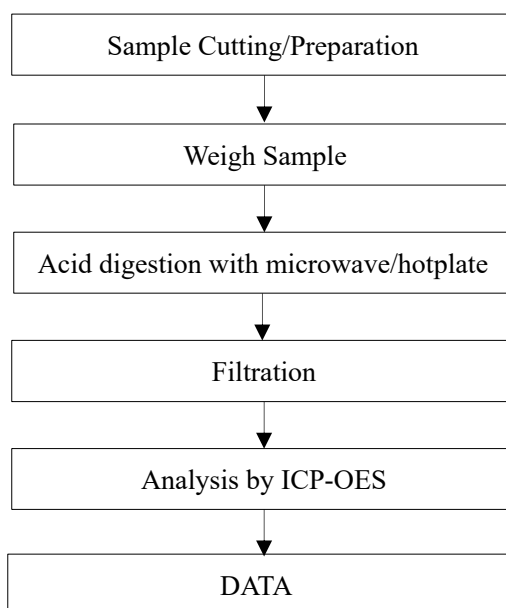 Sample Cutting/Preparation
Weigh Sample
Acid digestion with microwave/hotplate
Filtration
Analysis by ICP-OES
DATA